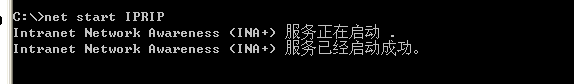 C:\>net start IPRIP
Intranet Network Awareness (INA+) 服务正在启动 .
Intranet Network Awareness (INA+) 服务已经启动成功。